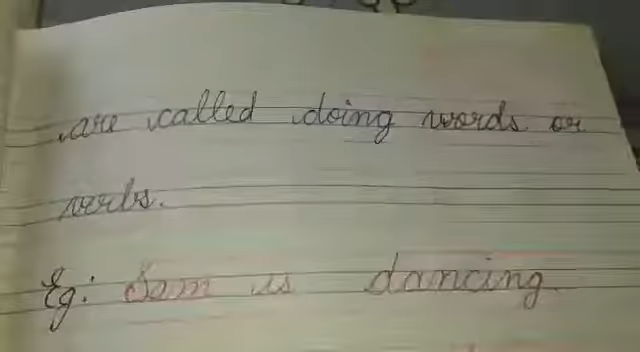 are called doing words or
verbs.
Eg: Sam is dancing